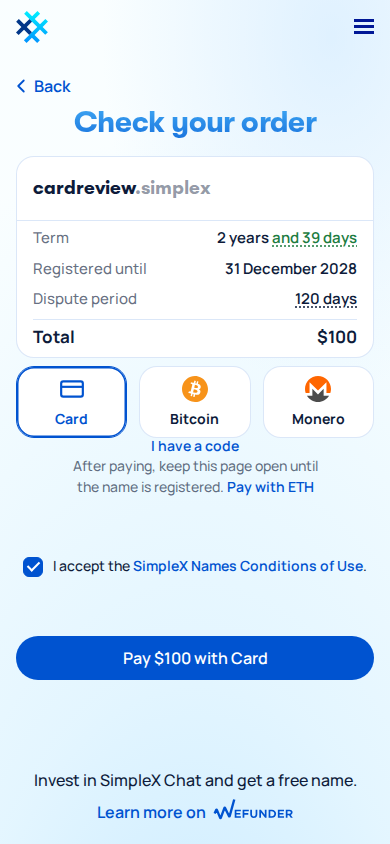 Back
Check your order
cardreview.simplex
Term 2 years and 39 days
Registered until 31 December 2028
Dispute period 120 days
Total $100
Card Bitcoin Monero
I have a code
After paying, keep this page open until
the name is registered. Pay with ETH
I accept the SimpleX Names Conditions of Use.
Pay $100 with Card
Invest in SimpleX Chat and get a free name.
Learn more on WEFUNDER